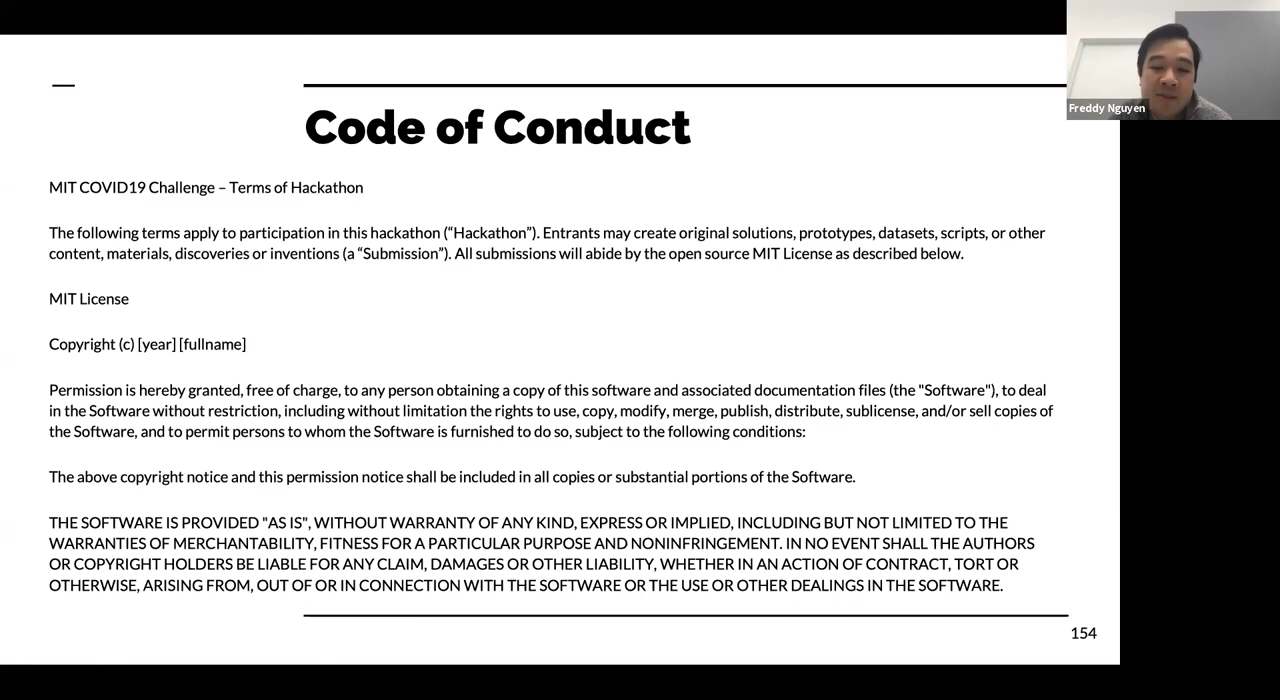 Freddy Nguyen
Code of Conduct
MIT COVID19 Challenge – Terms of Hackathon
The following terms apply to participation in this hackathon (“Hackathon”). Entrants may create original solutions, prototypes, datasets, scripts, or other
content, materials, discoveries or inventions (a “Submission”). All submissions will abide by the open source MIT License as described below.
MIT License
Copyright (c) [year] [fullname]
Permission is hereby granted, free of charge, to any person obtaining a copy of this software and associated documentation files (the "Software"), to deal
in the Software without restriction, including without limitation the rights to use, copy, modify, merge, publish, distribute, sublicense, and/or sell copies of
the Software, and to permit persons to whom the Software is furnished to do so, subject to the following conditions:
The above copyright notice and this permission notice shall be included in all copies or substantial portions of the Software.
THE SOFTWARE IS PROVIDED "AS IS", WITHOUT WARRANTY OF ANY KIND, EXPRESS OR IMPLIED, INCLUDING BUT NOT LIMITED TO THE
WARRANTIES OF MERCHANTABILITY, FITNESS FOR A PARTICULAR PURPOSE AND NONINFRINGEMENT. IN NO EVENT SHALL THE AUTHORS
OR COPYRIGHT HOLDERS BE LIABLE FOR ANY CLAIM, DAMAGES OR OTHER LIABILITY, WHETHER IN AN ACTION OF CONTRACT, TORT OR
OTHERWISE, ARISING FROM, OUT OF OR IN CONNECTION WITH THE SOFTWARE OR THE USE OR OTHER DEALINGS IN THE SOFTWARE.
154